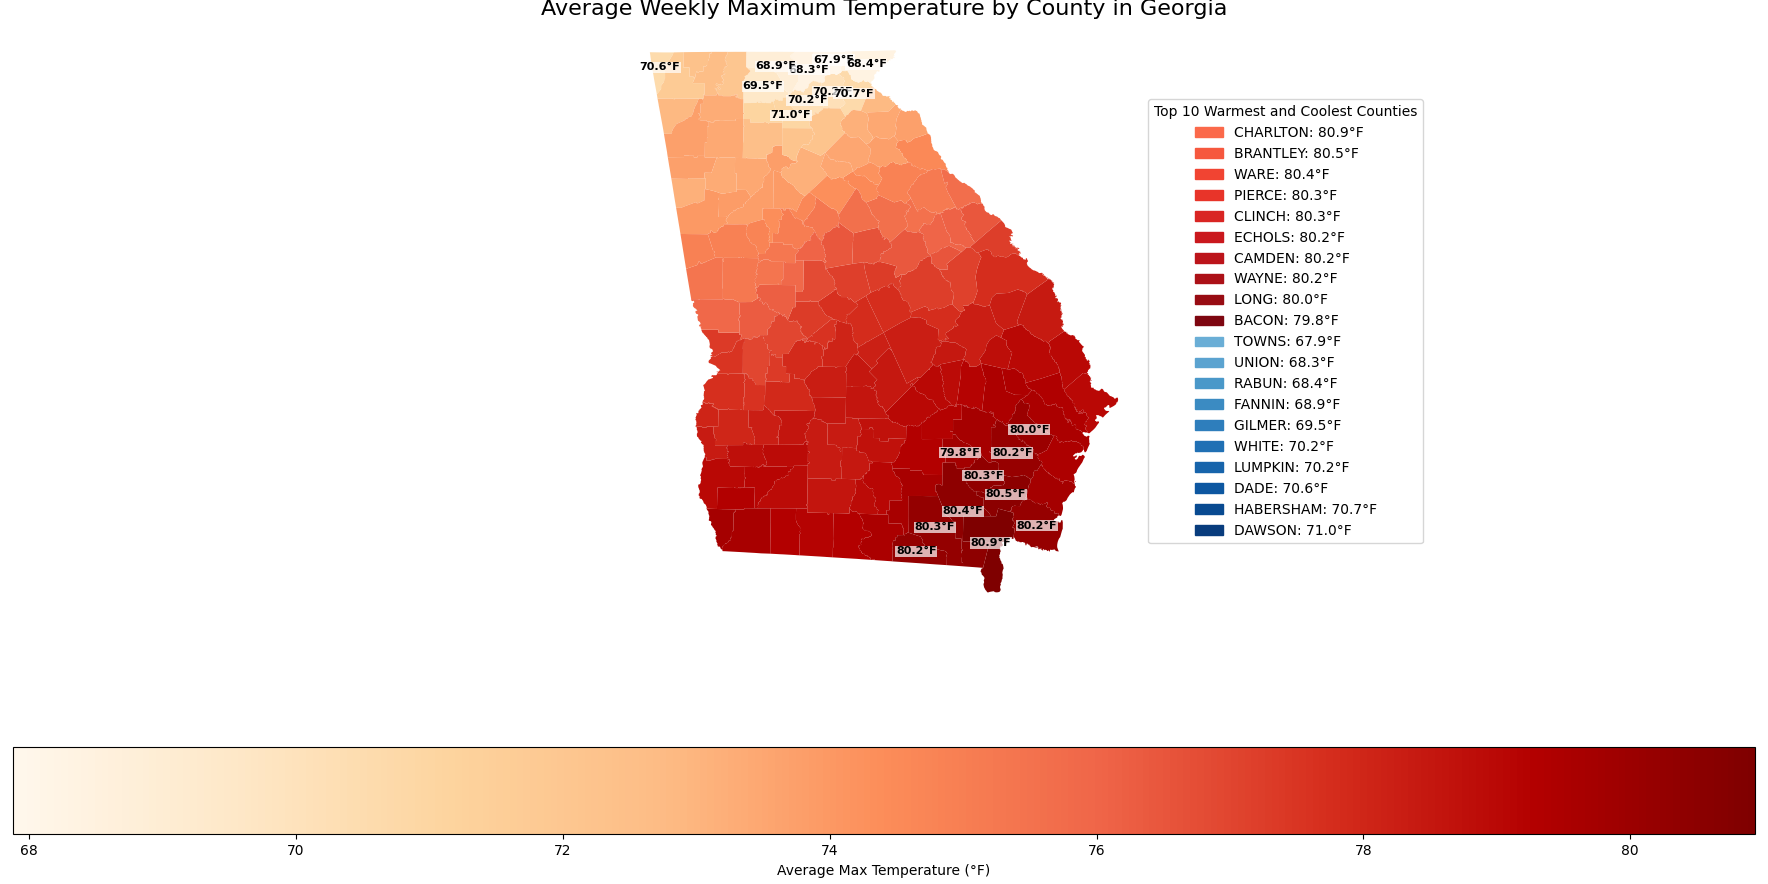 Average Weekly Maximum Temperature by County in Georgia
67.9°F
68.4°F
70.6°F
68.9°F
68.3°F
69.5°F
70.7°F
70.2°F
71.0°F
80.0°F
79.8°F
80.2°F
80.3°F
80.5°F
80.4°F
80.3°F
80.2°F
80.9°F
80.2°F
Top 10 Warmest and Coolest Counties
CHARLTON: 80.9°F
BRANTLEY: 80.5°F
WARE: 80.4°F
PIERCE: 80.3°F
CLINCH: 80.3°F
ECHOLS: 80.2°F
CAMDEN: 80.2°F
WAYNE: 80.2°F
LONG: 80.0°F
BACON: 79.8°F
TOWNS: 67.9°F
UNION: 68.3°F
RABUN: 68.4°F
FANNIN: 68.9°F
GILMER: 69.5°F
WHITE: 70.2°F
LUMPKIN: 70.2°F
DADE: 70.6°F
HABERSHAM: 70.7°F
DAWSON: 71.0°F
68 70 72 74 76 78 80
Average Max Temperature (°F)